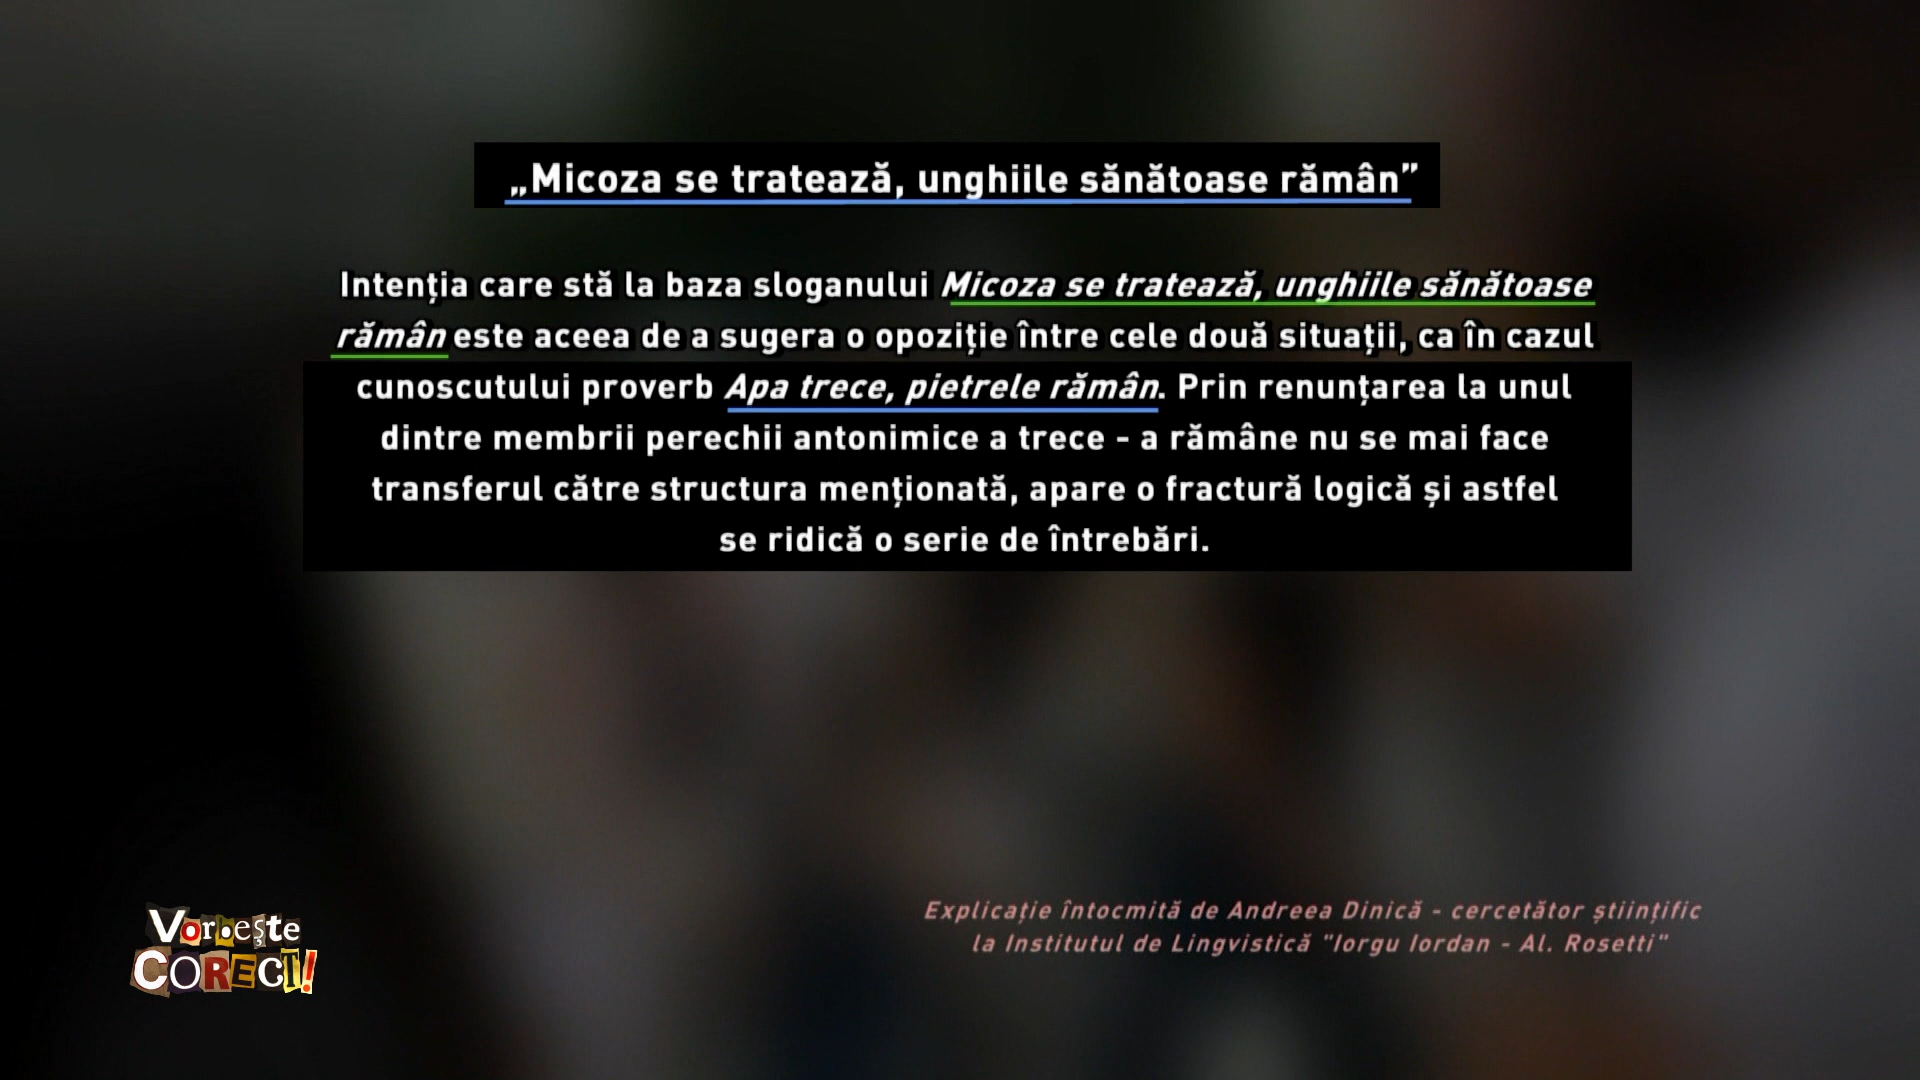 „Micoza se tratează, unghiile sănătoase rămân”
Intenția care stă la baza sloganului Micoza se tratează, unghiile sănătoase
rămân este aceea de a sugera o opoziție între cele două situații, ca în cazul
cunoscutului proverb Apa trece, pietrele rămân. Prin renunțarea la unul
dintre membrii perechii antonimice a trece - a rămâne nu se mai face
transferul către structura menționată, apare o fractură logică și astfel
se ridică o serie de întrebări.
Explicație întocmită de Andreea Dinică - cercetător științific
la Institutul de Lingvistică "Iorgu Iordan - Al. Rosetti"
Vorbește
CORECT!